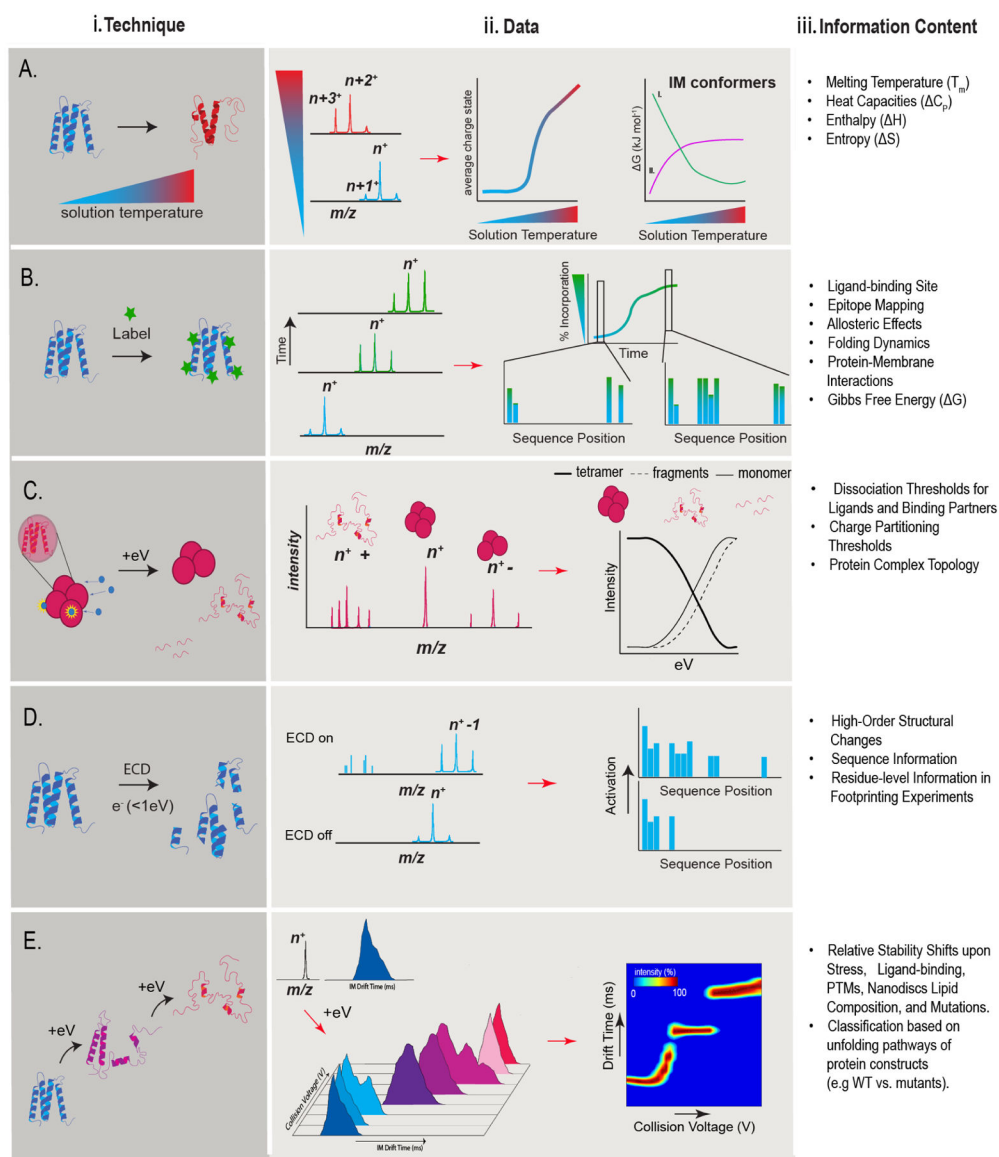 i. Technique
ii. Data
iii. Information Content
A.
solution temperature
n+3⁺
n+2⁺
n⁺
n+1⁺
m/z
average charge state
Solution Temperature
IM conformers
ΔG (kJ mol⁻¹)
I.
II.
Solution Temperature
• Melting Temperature (Tₘ)
• Heat Capacities (ΔCₚ)
• Enthalpy (ΔH)
• Entropy (ΔS)
B.
Label
Time
n⁺
n⁺
n⁺
m/z
% Incorporation
Time
Sequence Position
Sequence Position
• Ligand-binding Site
• Epitope Mapping
• Allosteric Effects
• Folding Dynamics
• Protein-Membrane
Interactions
• Gibbs Free Energy (ΔG)
C.
+eV
intensity
n⁺ +
n⁺
n⁺ -
m/z
tetramer
fragments
monomer
Intensity
eV
• Dissociation Thresholds for
Ligands and Binding Partners
• Charge Partitioning
Thresholds
• Protein Complex Topology
D.
ECD
e⁻ (<1eV)
ECD on
n⁺-1
m/z
n⁺
ECD off
m/z
Activation
Sequence Position
Sequence Position
• High-Order Structural
Changes
• Sequence Information
• Residue-level Information in
Footprinting Experiments
E.
+eV
+eV
n⁺
m/z
IM Drift Time (ms)
+eV
Collision Voltage (V)
IM Drift Time (ms)
intensity (%)
0
100
Drift Time (ms)
Collision Voltage (V)
• Relative Stability Shifts upon
Stress, Ligand-binding,
PTMs, Nanodiscs Lipid
Composition, and Mutations.
• Classification based on
unfolding pathways of
protein constructs
(e.g WT vs. mutants).